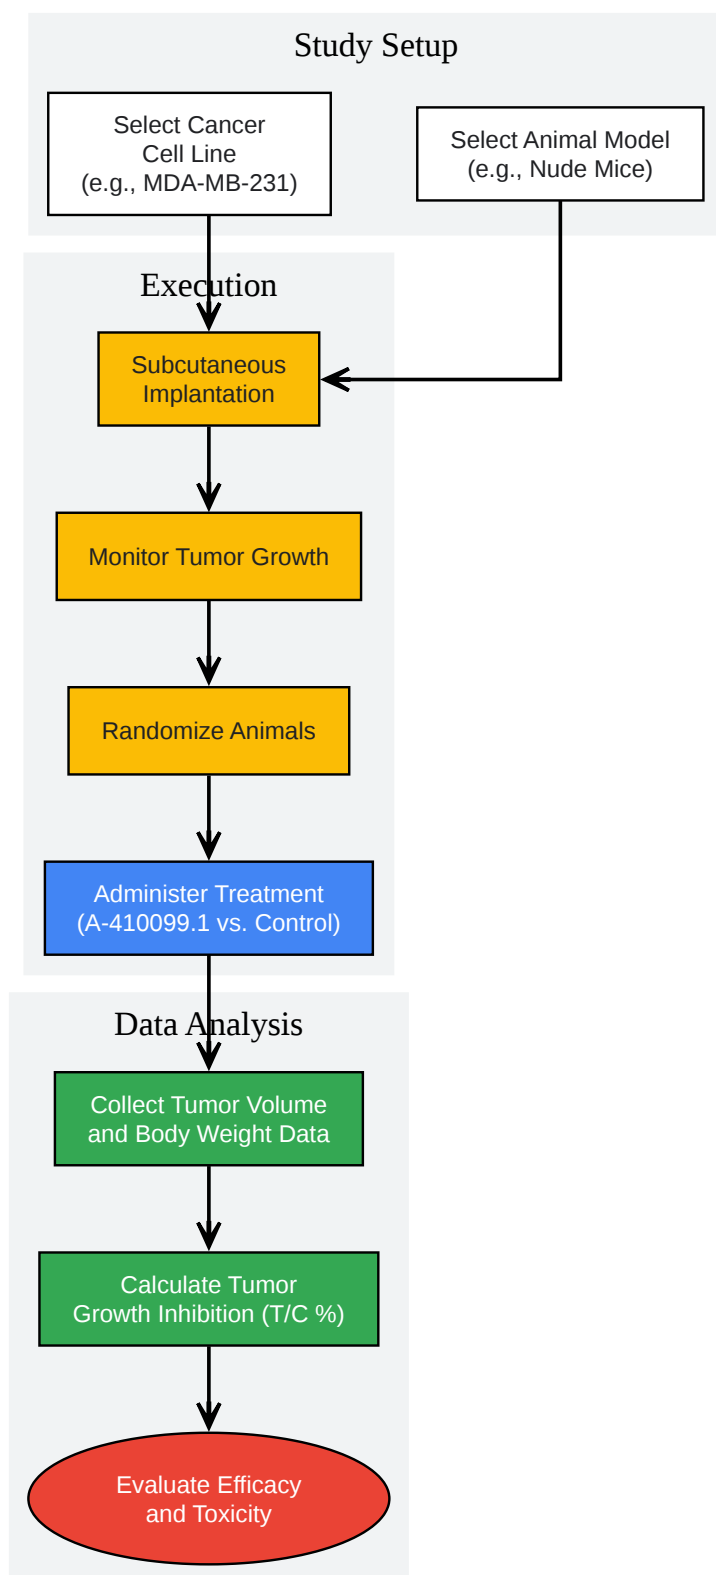 Study Setup
Select Cancer
Cell Line
(e.g., MDA-MB-231)
Select Animal Model
(e.g., Nude Mice)
Execution
Subcutaneous
Implantation
Monitor Tumor Growth
Randomize Animals
Administer Treatment
(A-410099.1 vs. Control)
Data Analysis
Collect Tumor Volume
and Body Weight Data
Calculate Tumor
Growth Inhibition (T/C %)
Evaluate Efficacy
and Toxicity